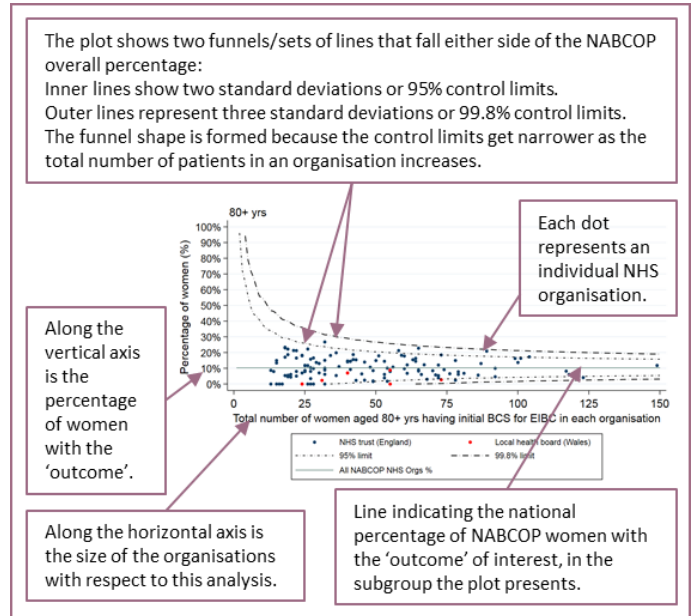 The plot shows two funnels/sets of lines that fall either side of the NABCOP
overall percentage:
Inner lines show two standard deviations or 95% control limits.
Outer lines represent three standard deviations or 99.8% control limits.
The funnel shape is formed because the control limits get narrower as the
total number of patients in an organisation increases.
80+ yrs
Percentage of women (%)
100%
90%
80%
70%
60%
50%
40%
30%
20%
10%
0%
0 25 50 75 100 125 150
Total number of women aged 80+ yrs having initial BCS for EIBC in each organisation
NHS trust (England) Local health board (Wales)
95% limit 99.8% limit
All NABCOP NHS Orgs %
Each dot
represents an
individual NHS
organisation.
Along the
vertical axis
is the
percentage
of women
with the
‘outcome’.
Along the horizontal axis is
the size of the organisations
with respect to this analysis.
Line indicating the national
percentage of NABCOP women with
the ‘outcome’ of interest, in the
subgroup the plot presents.